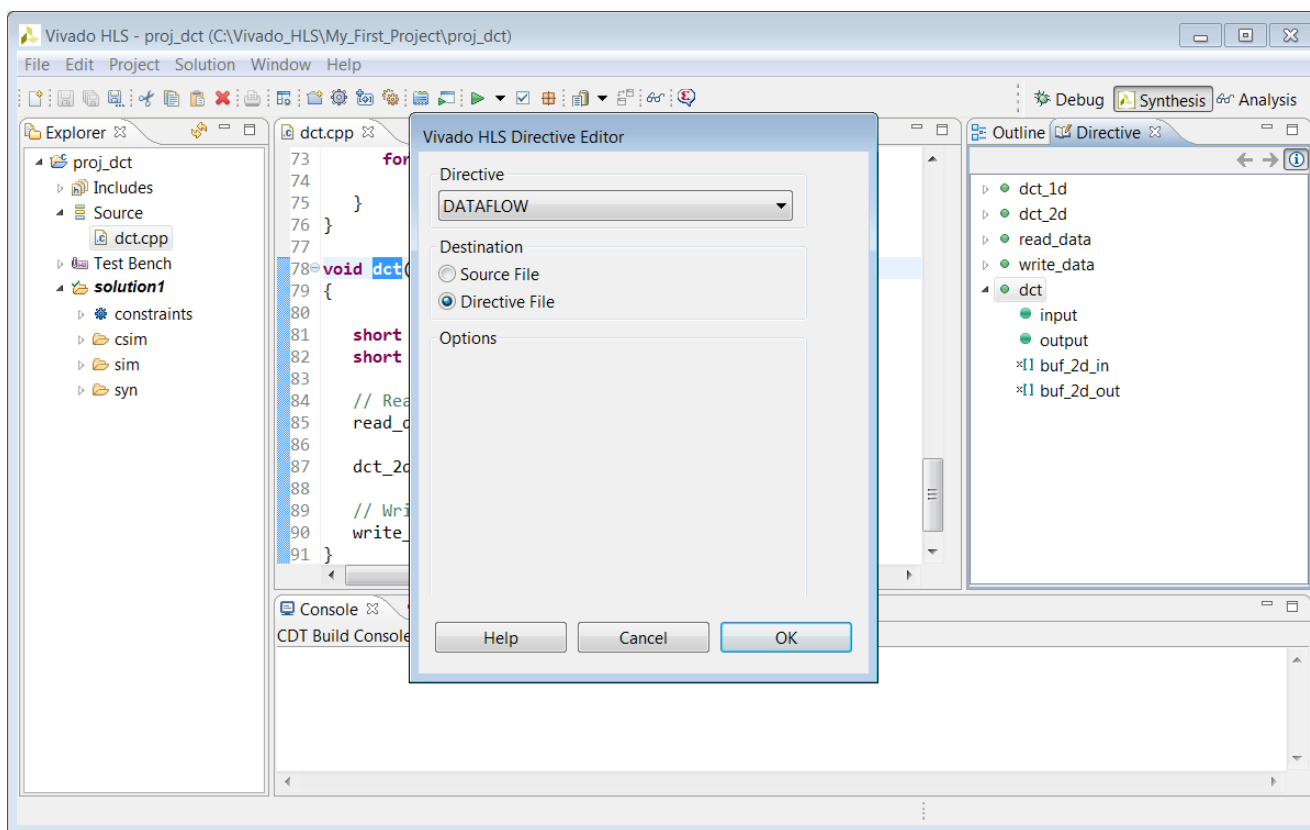 Vivado HLS - proj_dct (C:\Vivado_HLS\My_First_Project\proj_dct)
File Edit Project Solution Window Help
Debug Synthesis Analysis
Explorer
proj_dct
Includes
Source
dct.cpp
Test Bench
solution1
constraints
csim
sim
syn
dct.cpp
73 for
74
75 }
76 }
77
78 void dct(
79 {
80
81 short
82 short
83
84 // Rea
85 read_d
86
87 dct_2d
88
89 // Wri
90 write_
91 }
Vivado HLS Directive Editor
Directive
DATAFLOW
Destination
Source File
Directive File
Options
Help Cancel OK
Outline Directive
dct_1d
dct_2d
read_data
write_data
dct
input
output
×[] buf_2d_in
×[] buf_2d_out
Console
CDT Build Console